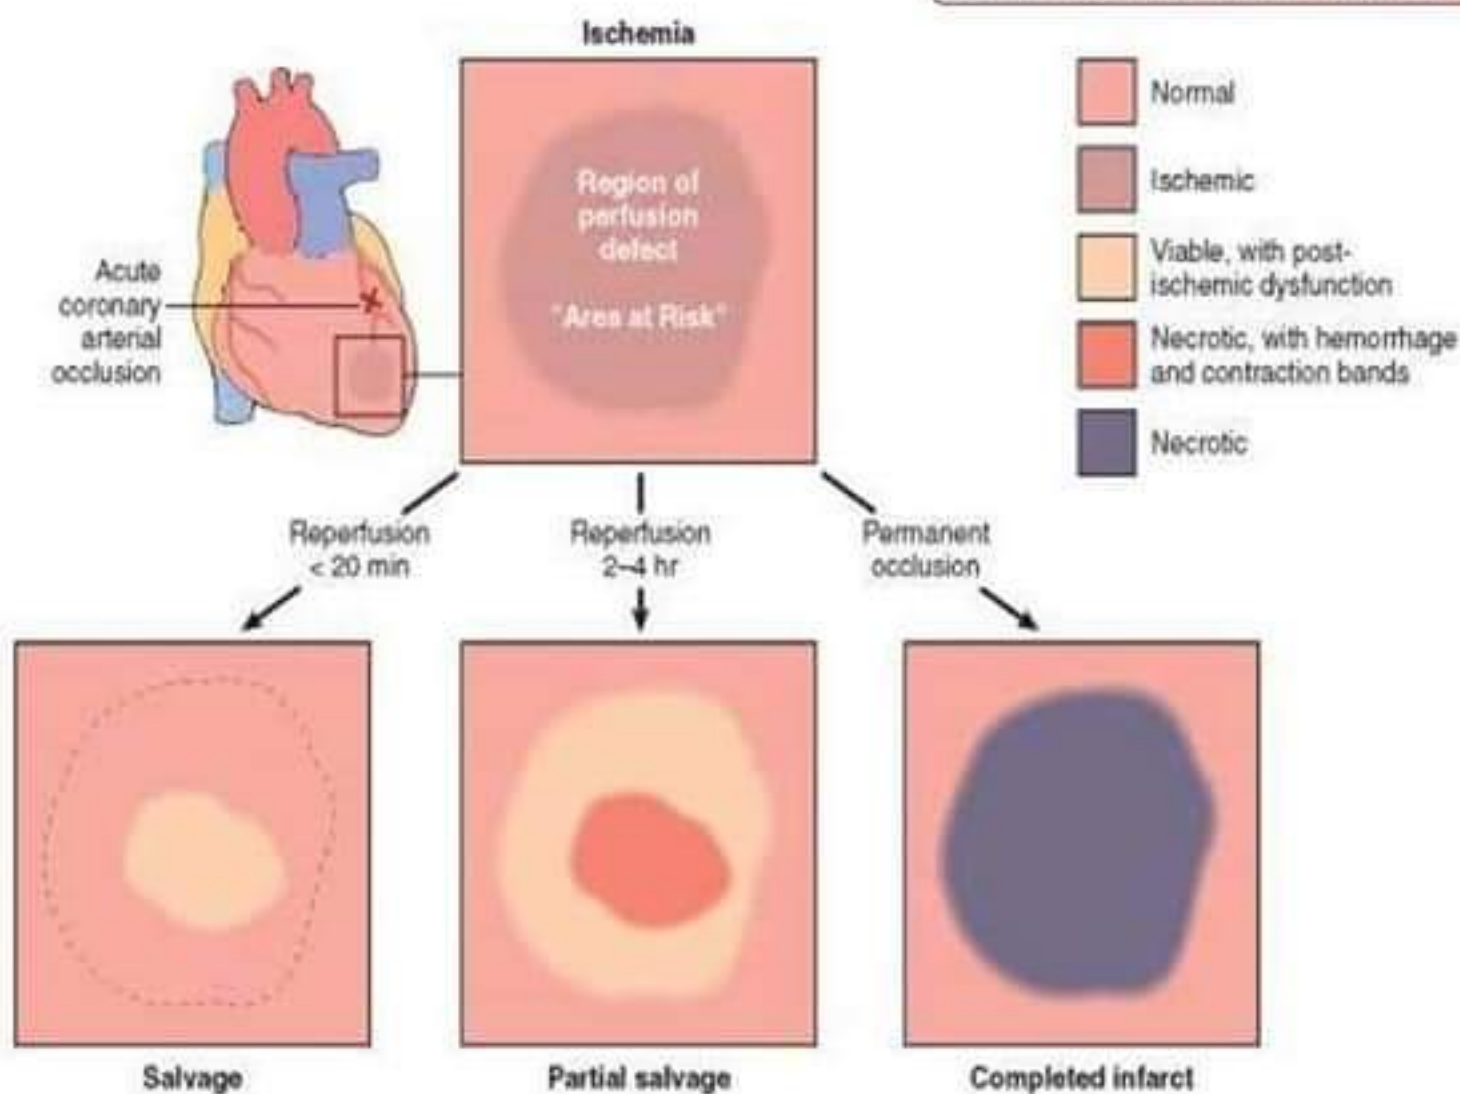 Ischemia
Normal
Ischemic
Viable, with post-
ischemic dysfunction
Necrotic, with hemorrhage
and contraction bands
Necrotic
Region of
perfusion
defect
"Area at Risk"
Acute
coronary
arterial
occlusion
Reperfusion
< 20 min
Reperfusion
2–4 hr
Permanent
occlusion
Salvage
Partial salvage
Completed infarct